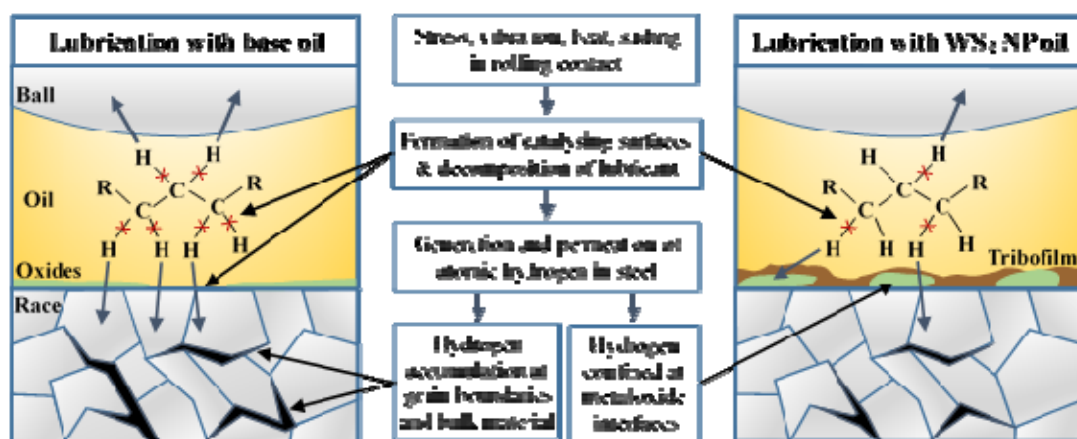 Lubrication with base oil
Ball
H H
C
R C C R
H H H H
Oil
Oxides
Race
Stress, vibration, heat, sliding
in rolling contact
Formation of catalysing surfaces
& decomposition of lubricant
Generation and permeation of
atomic hydrogen in steel
Hydrogen
accumulation at
grain boundaries
and bulk material
Hydrogen
confined at
metal/oxide
interfaces
Lubrication with WS₂ NP oil
H H
C
R C C R
H H H H
Tribofilm